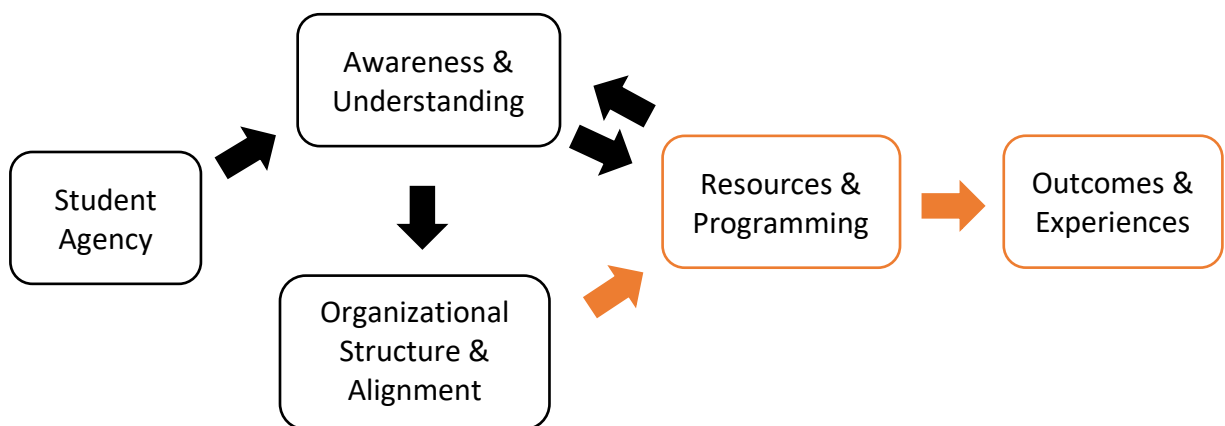 Student
Agency
Awareness &
Understanding
Organizational
Structure &
Alignment
Resources &
Programming
Outcomes &
Experiences